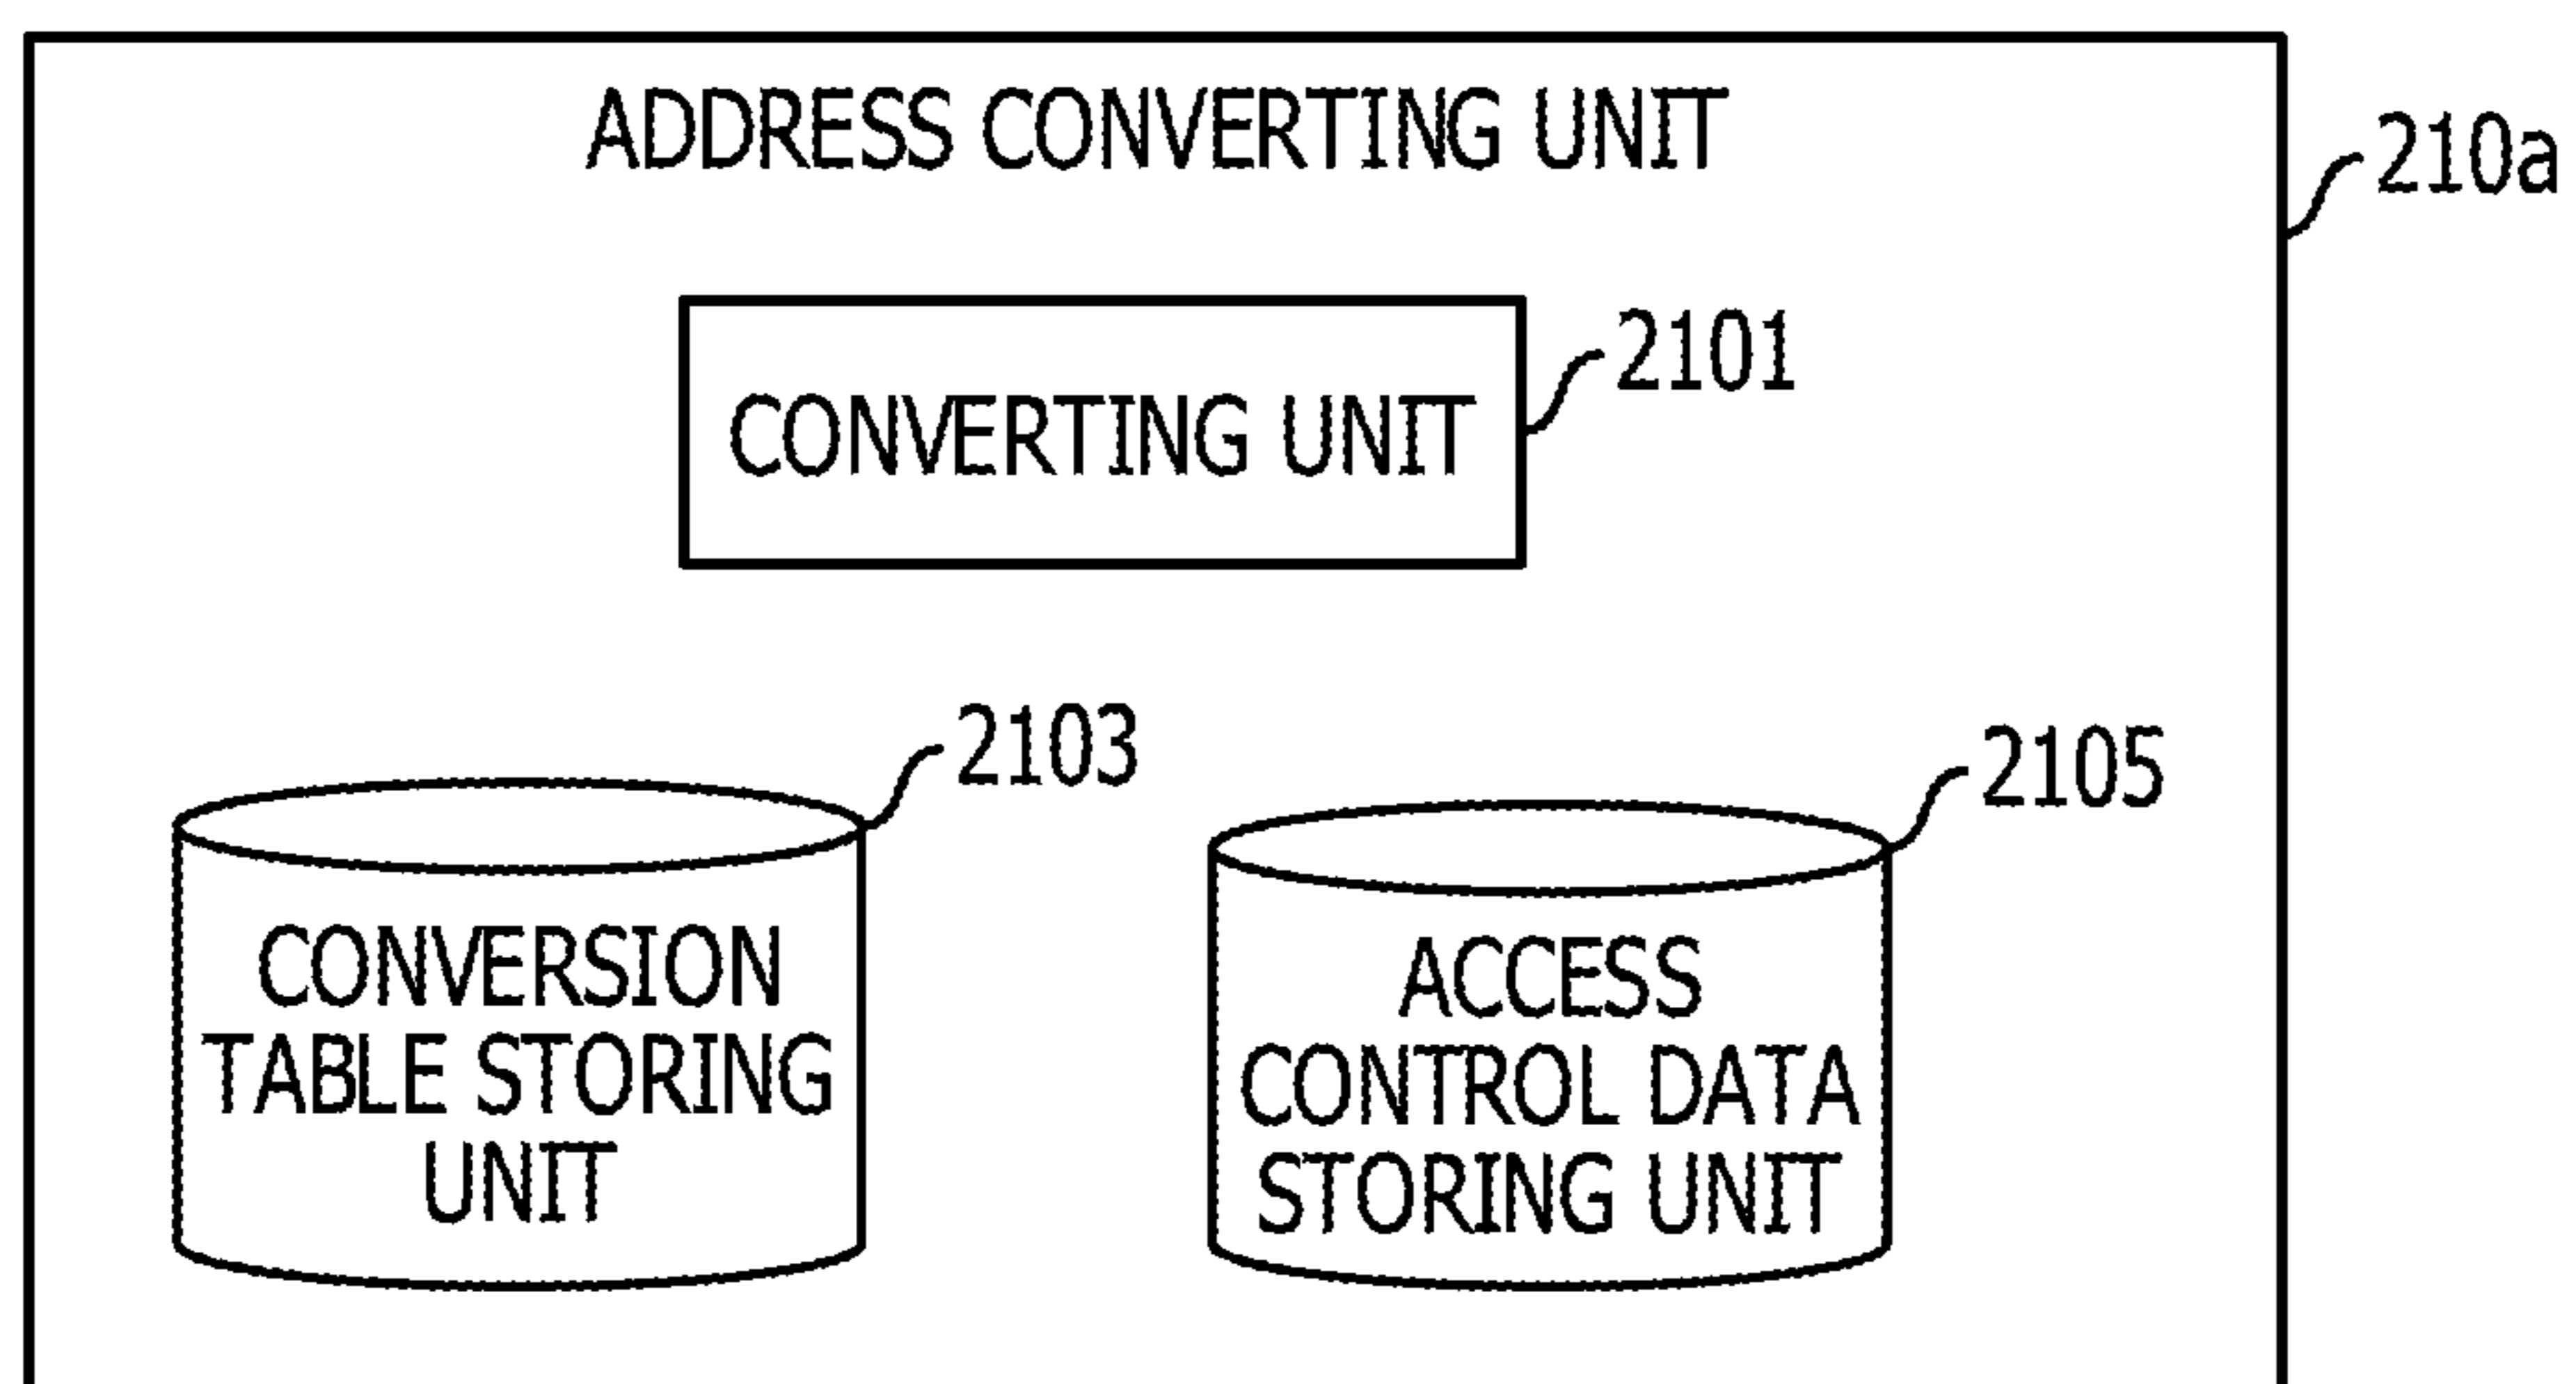 ADDRESS CONVERTING UNIT
210a
2101
CONVERTING UNIT
2103
2105
CONVERSION
TABLE STORING
UNIT
ACCESS
CONTROL DATA
STORING UNIT